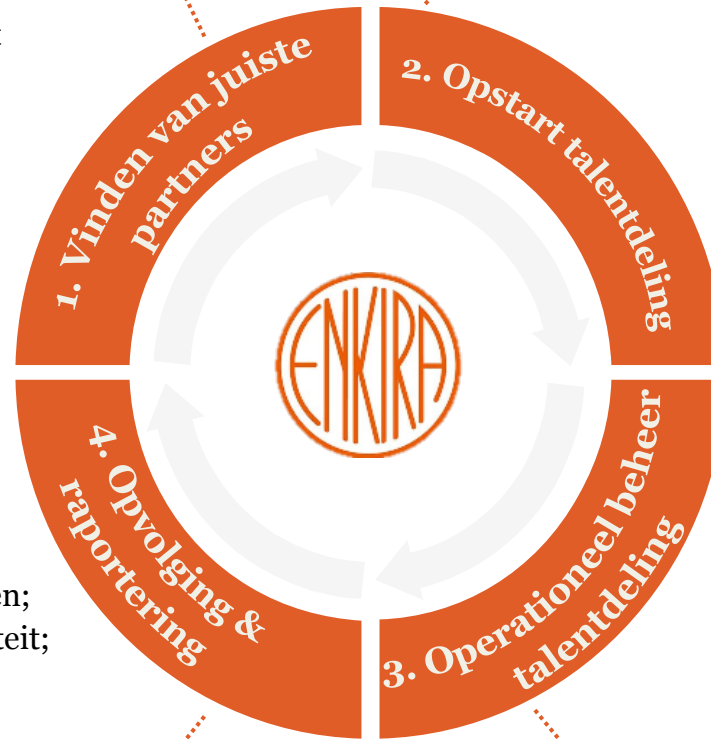 1. Vinden van juiste
partners
2. Opstart talentdeling
ENKIRA
3. Operationeel beheer
talentdeling
4. Opvolging &
raportering
en;
teit;